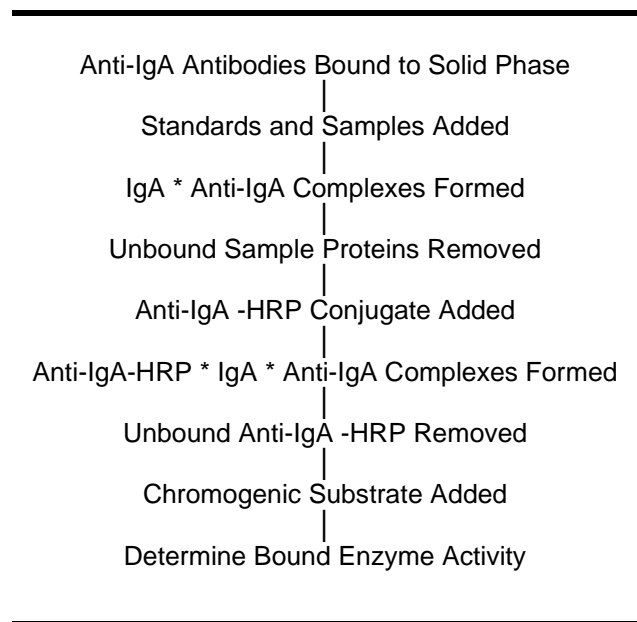 Anti-IgA Antibodies Bound to Solid Phase
Standards and Samples Added
IgA * Anti-IgA Complexes Formed
Unbound Sample Proteins Removed
Anti-IgA -HRP Conjugate Added
Anti-IgA-HRP * IgA * Anti-IgA Complexes Formed
Unbound Anti-IgA -HRP Removed
Chromogenic Substrate Added
Determine Bound Enzyme Activity